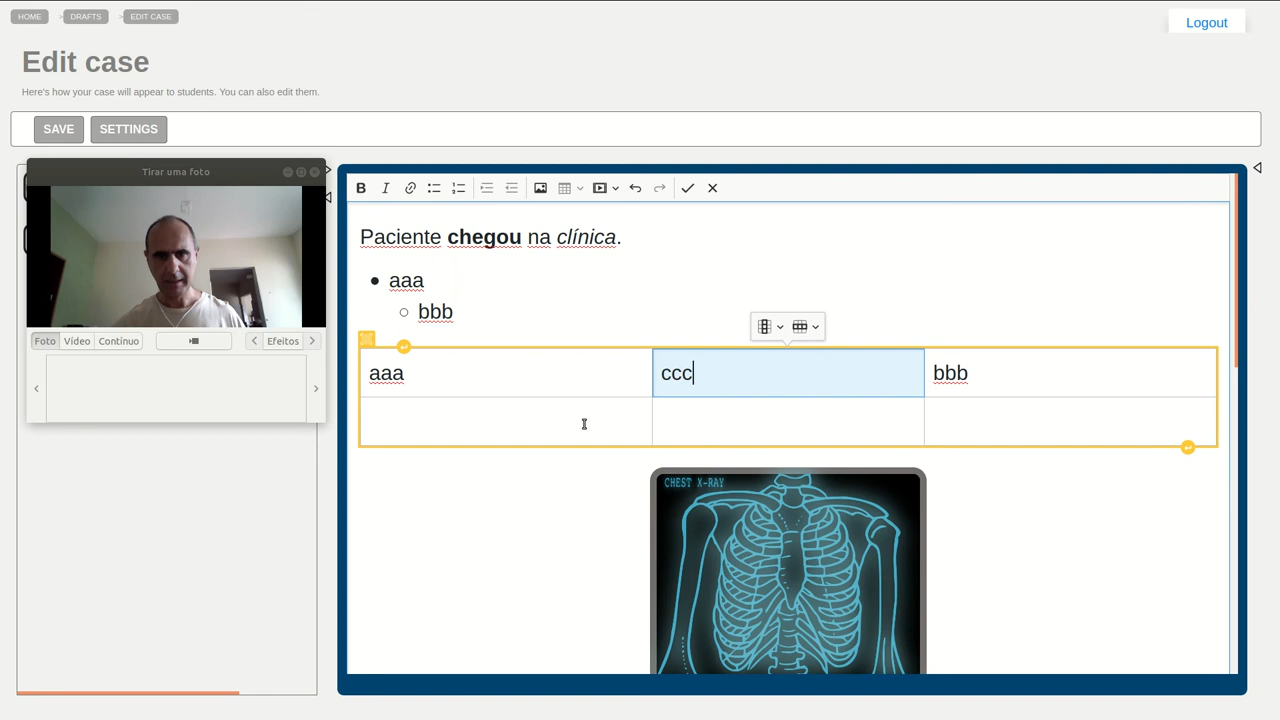 HOME > DRAFTS > EDIT CASE
Logout
Edit case
Here's how your case will appear to students. You can also edit them.
SAVE SETTINGS
Tirar uma foto
Foto Vídeo Contínuo Efeitos
B I
Paciente chegou na clínica.
aaa
bbb
aaa ccc bbb
CHEST X-RAY